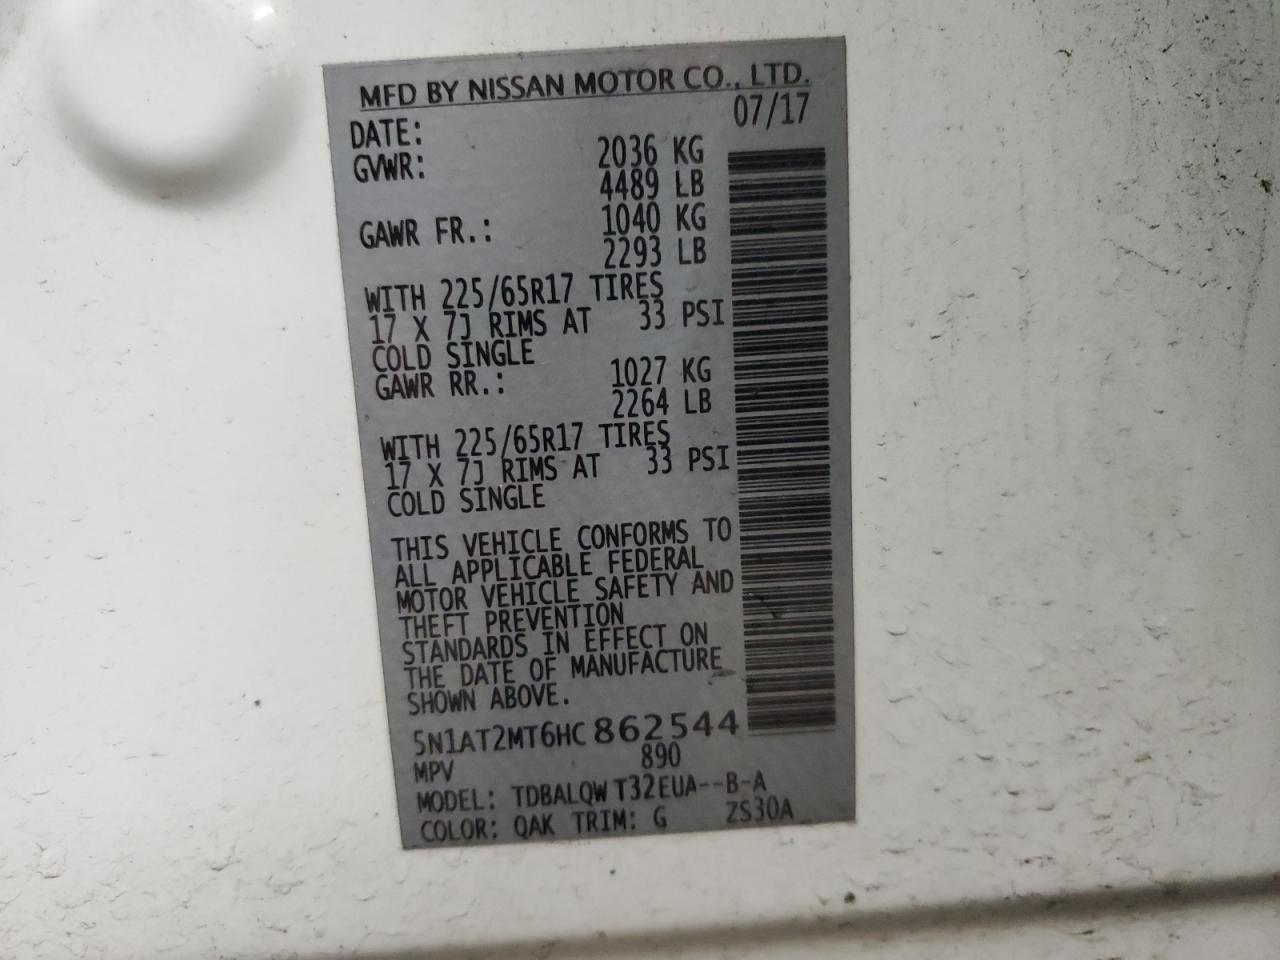 MFD BY NISSAN MOTOR CO., LTD.
DATE: 07/17
GVWR: 2036 KG
4489 LB
GAWR FR.: 1040 KG
2293 LB
WITH 225/65R17 TIRES
17 X 7J RIMS AT 33 PSI
COLD SINGLE
GAWR RR.: 1027 KG
2264 LB
WITH 225/65R17 TIRES
17 X 7J RIMS AT 33 PSI
COLD SINGLE
THIS VEHICLE CONFORMS TO
ALL APPLICABLE FEDERAL
MOTOR VEHICLE SAFETY AND
THEFT PREVENTION
STANDARDS IN EFFECT ON
THE DATE OF MANUFACTURE
SHOWN ABOVE.
5N1AT2MT6HC862544
MPV 890
MODEL: TDBALQW T32EUA--B-A
COLOR: QAK TRIM: G ZS30A